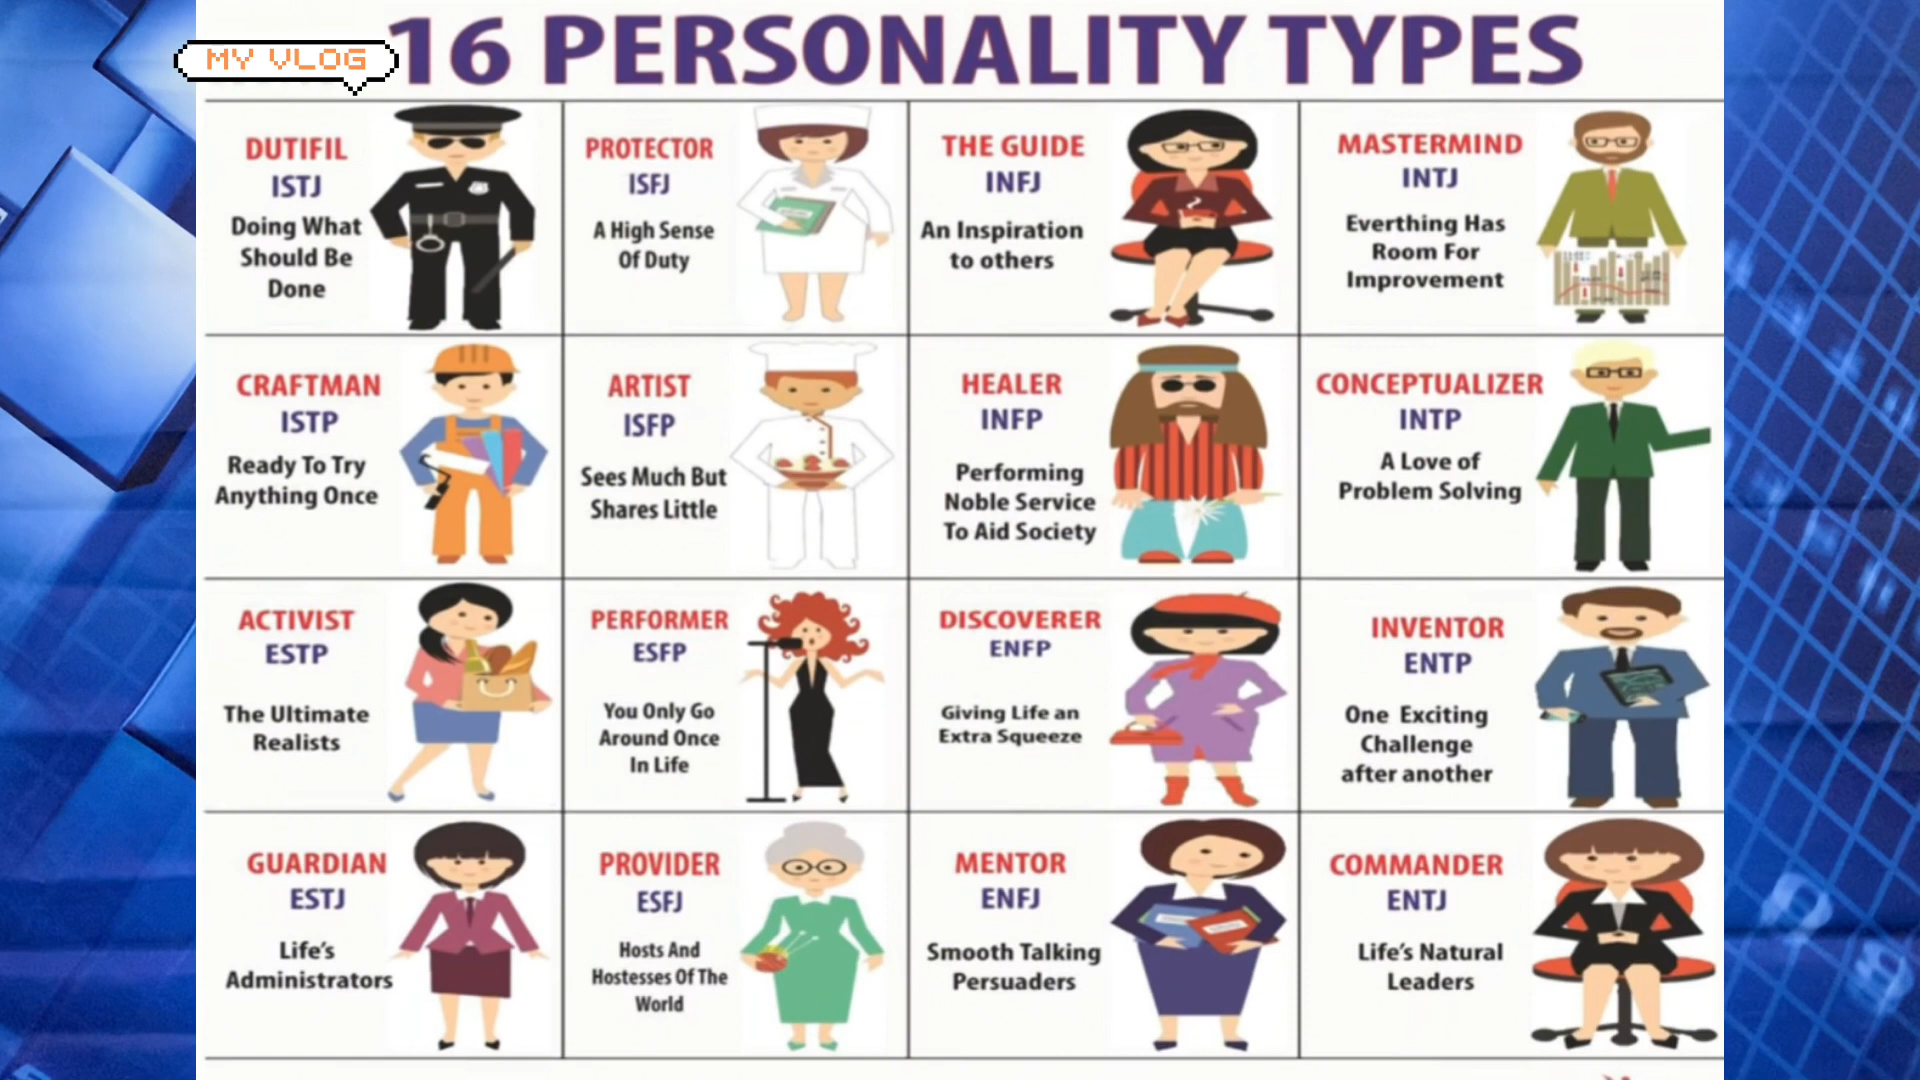 MY VLOG
16 PERSONALITY TYPES
DUTIFIL
ISTJ
Doing What
Should Be
Done
PROTECTOR
ISFJ
A High Sense
Of Duty
THE GUIDE
INFJ
An Inspiration
to others
MASTERMIND
INTJ
Everthing Has
Room For
Improvement
CRAFTMAN
ISTP
Ready To Try
Anything Once
ARTIST
ISFP
Sees Much But
Shares Little
HEALER
INFP
Performing
Noble Service
To Aid Society
CONCEPTUALIZER
INTP
A Love of
Problem Solving
ACTIVIST
ESTP
The Ultimate
Realists
PERFORMER
ESFP
You Only Go
Around Once
In Life
DISCOVERER
ENFP
Giving Life an
Extra Squeeze
INVENTOR
ENTP
One Exciting
Challenge
after another
GUARDIAN
ESTJ
Life's
Administrators
PROVIDER
ESFJ
Hosts And
Hostesses Of The
World
MENTOR
ENFJ
Smooth Talking
Persuaders
COMMANDER
ENTJ
Life's Natural
Leaders